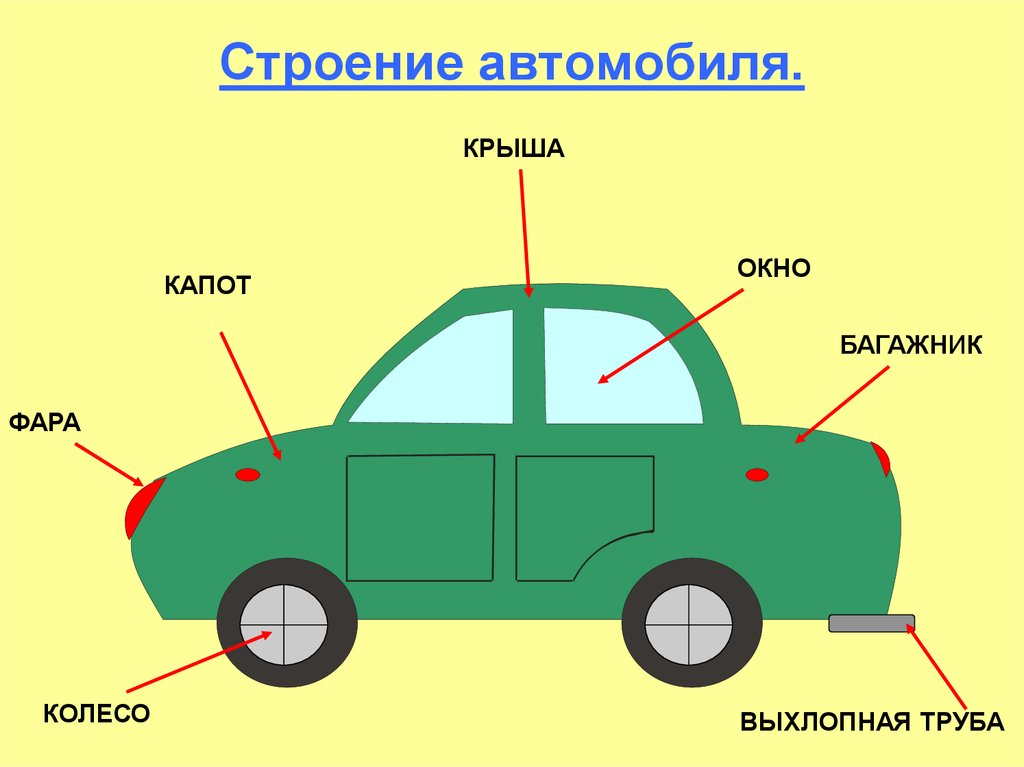 Строение автомобиля.
КРЫША
ОКНО
КАПОТ
БАГАЖНИК
ФАРА
КОЛЕСО
ВЫХЛОПНАЯ ТРУБА